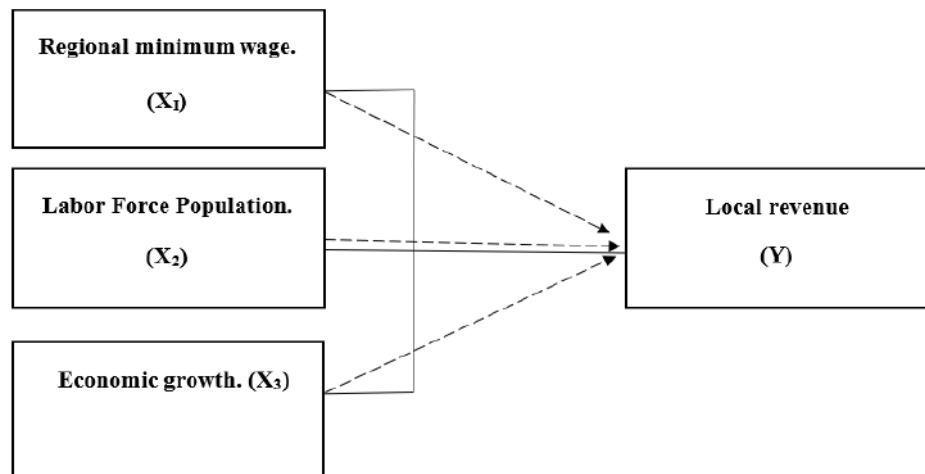 Regional minimum wage.
(X₁)
Labor Force Population.
(X₂)
Local revenue
(Y)
Economic growth. (X₃)